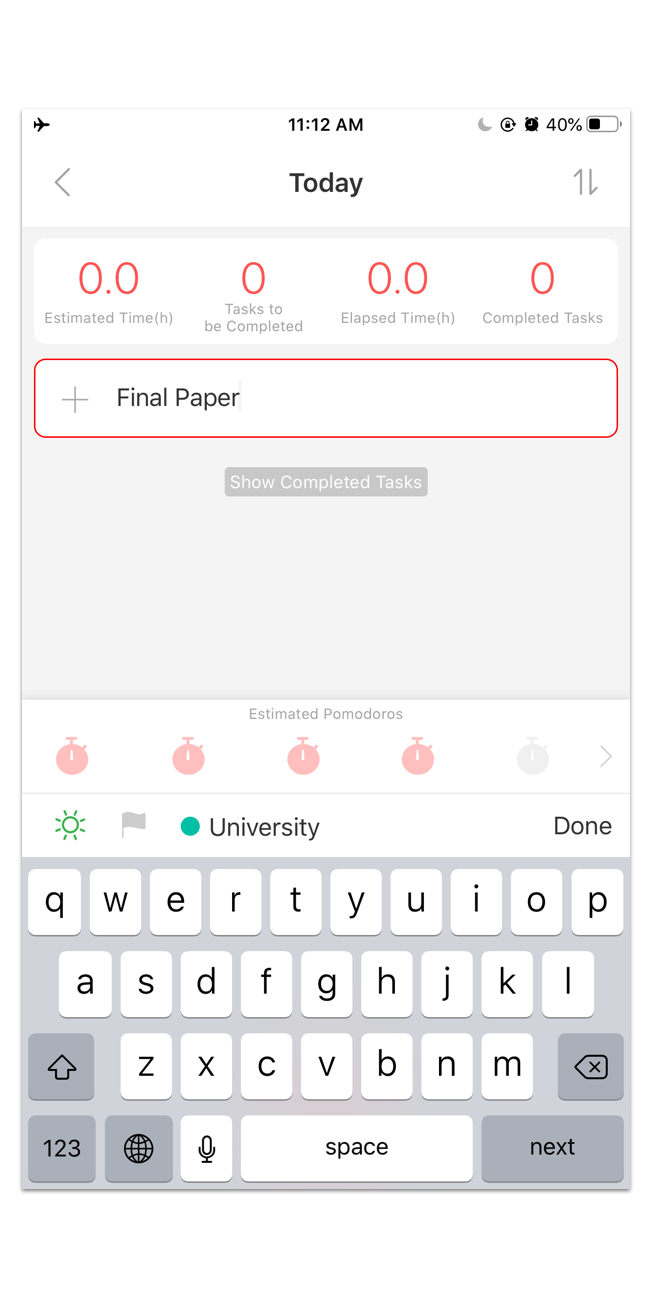 11:12 AM 40%
Today
0.0 0 0.0 0
Estimated Time(h) Tasks to be Completed Elapsed Time(h) Completed Tasks
Final Paper
Show Completed Tasks
Estimated Pomodoros
University Done
q w e r t y u i o p
a s d f g h j k l
z x c v b n m
123 space next